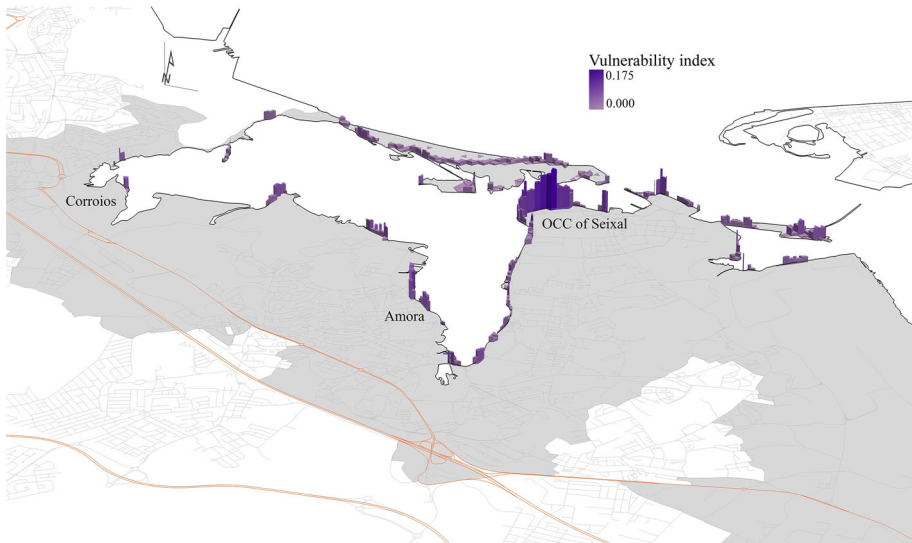 Vulnerability index
0.175
0.000
N
Corroios
OCC of Seixal
Amora